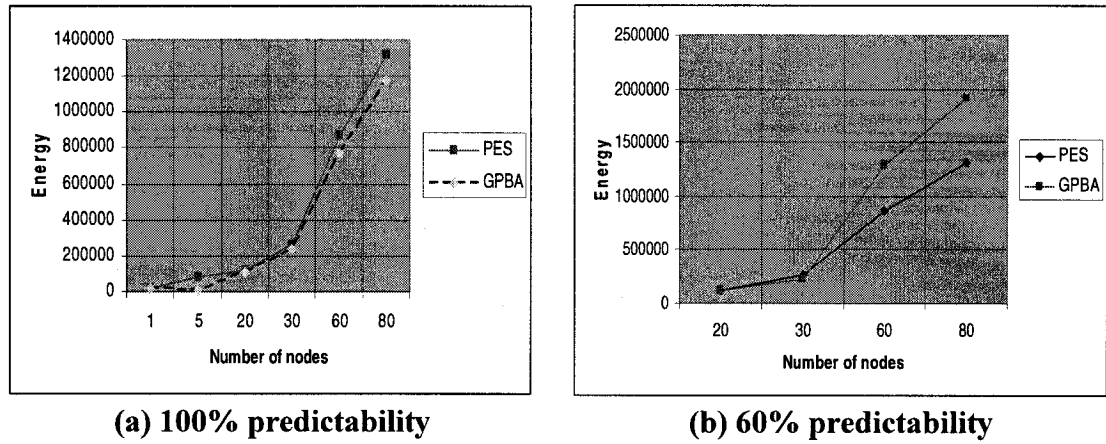 1400000
1200000
1000000
800000
600000
400000
200000
0
Energy
1 5 20 30 60 80
Number of nodes
PES
GPBA
(a) 100% predictability
2500000
2000000
1500000
1000000
500000
0
Energy
20 30 60 80
Number of nodes
PES
GPBA
(b) 60% predictability